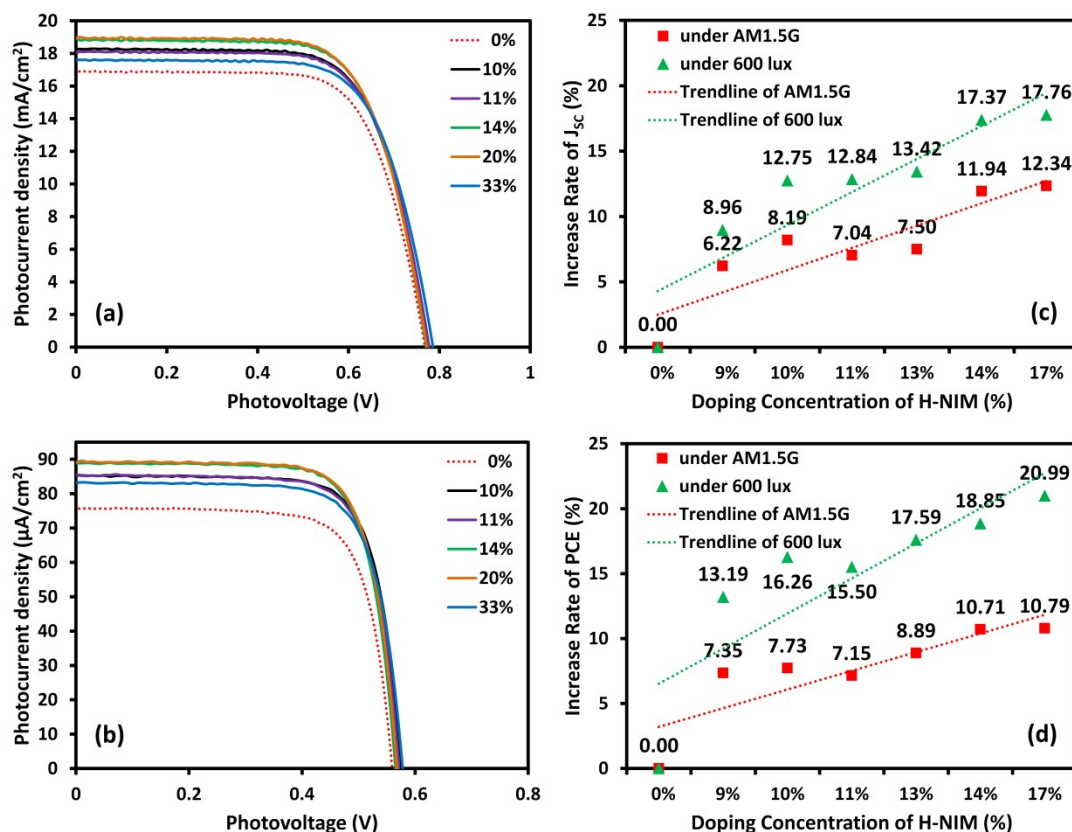 20
18
16
14
12
10
8
6
4
2
0
Photocurrent density (mA/cm²)
0%
10%
11%
14%
20%
33%
(a)
0 0.2 0.4 0.6 0.8 1
Photovoltage (V)
25
20
15
10
5
0
Increase Rate of J_SC (%)
under AM1.5G
under 600 lux
Trendline of AM1.5G
Trendline of 600 lux
17.37 17.76
12.75 12.84 13.42
11.94 12.34
8.96
8.19
6.22
7.04 7.50
0.00
(c)
0% 9% 10% 11% 13% 14% 17%
Doping Concentration of H-NIM (%)
90
80
70
60
50
40
30
20
10
0
Photocurrent density (μA/cm²)
0%
10%
11%
14%
20%
33%
(b)
0 0.2 0.4 0.6 0.8
Photovoltage (V)
25
20
15
10
5
0
Increase Rate of PCE (%)
under AM1.5G
under 600 lux
Trendline of AM1.5G
Trendline of 600 lux
20.99
18.85
17.59
13.19
16.26
15.50
10.71 10.79
8.89
7.35 7.73 7.15
0.00
(d)
0% 9% 10% 11% 13% 14% 17%
Doping Concentration of H-NIM (%)